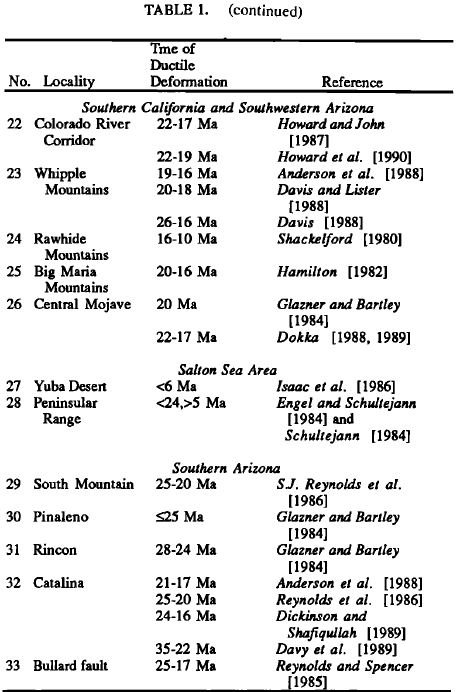 TABLE 1. (continued)
Tme of
Ductile
No. Locality Deformation Reference
Southern California and Southwestern Arizona
22 Colorado River 22-17 Ma Howard and John
Corridor [1987]
22-19 Ma Howard et al. [1990]
23 Whipple 19-16 Ma Anderson et al. [1988]
Mountains 20-18 Ma Davis and Lister
[1988]
26-16 Ma Davis [1988]
24 Rawhide 16-10 Ma Shackelford [1980]
Mountains
25 Big Maria 20-16 Ma Hamilton [1982]
Mountains
26 Central Mojave 20 Ma Glazner and Bartley
[1984]
22-17 Ma Dokka [1988, 1989]
Salton Sea Area
27 Yuba Desert <6 Ma Isaac et al. [1986]
28 Peninsular <24,>5 Ma Engel and Schultejann
Range [1984] and
Schultejann [1984]
Southern Arizona
29 South Mountain 25-20 Ma S.J. Reynolds et al.
[1986]
30 Pinaleno ≤25 Ma Glazner and Bartley
[1984]
31 Rincon 28-24 Ma Glazner and Bartley
[1984]
32 Catalina 21-17 Ma Anderson et al. [1988]
25-20 Ma Reynolds et al. [1986]
24-16 Ma Dickinson and
Shafiqullah [1989]
35-22 Ma Davy et al. [1989]
33 Bullard fault 25-17 Ma Reynolds and Spencer
[1985]